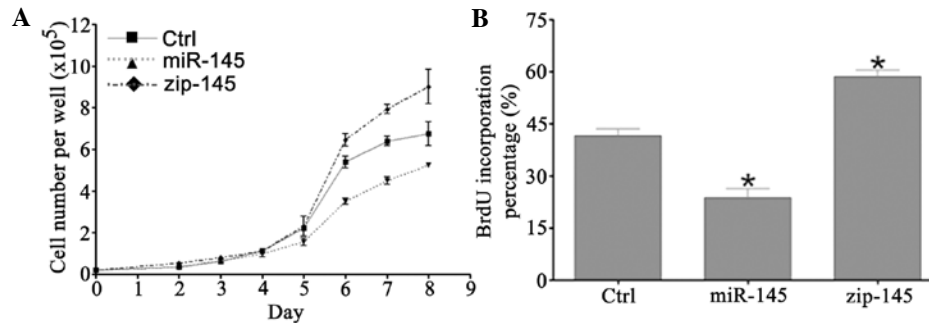 A
Cell number per well (x10⁵)
12
10
8
6
4
2
0
Ctrl
miR-145
zip-145
0 1 2 3 4 5 6 7 8 9
Day
B
BrdU incorporation
percentage (%)
75
60
45
30
15
0
*
*
Ctrl miR-145 zip-145